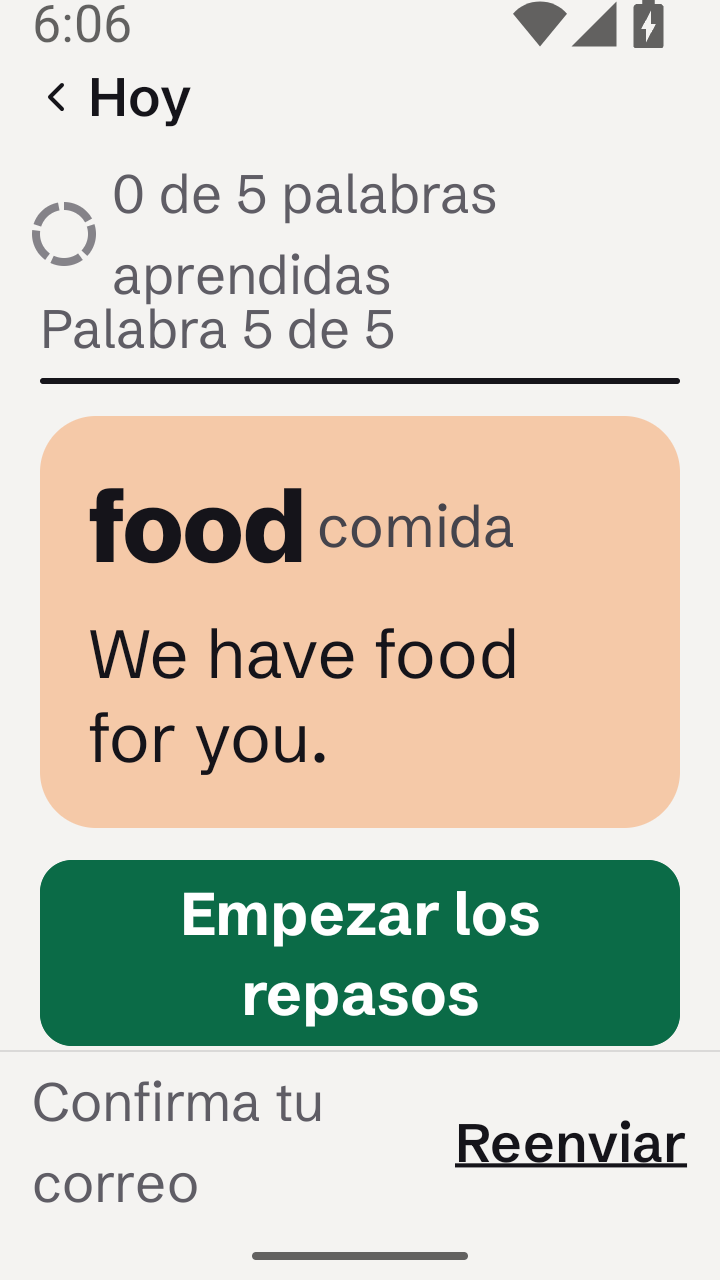 6:06
Hoy
0 de 5 palabras
aprendidas
Palabra 5 de 5
food comida
We have food
for you.
Empezar los
repasos
Confirma tu
correo
Reenviar